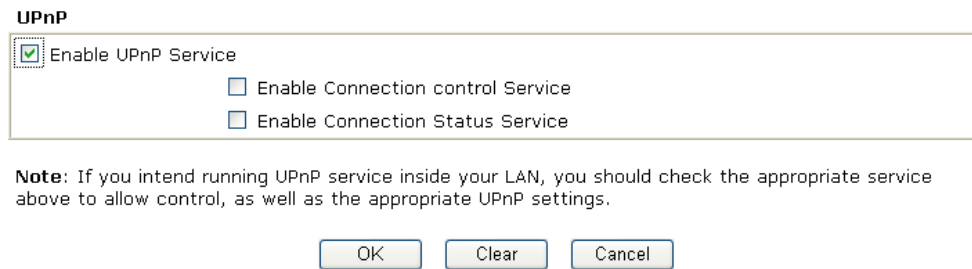 UPnP
Enable UPnP Service
Enable Connection control Service
Enable Connection Status Service
Note: If you intend running UPnP service inside your LAN, you should check the appropriate service
above to allow control, as well as the appropriate UPnP settings.
OK Clear Cancel